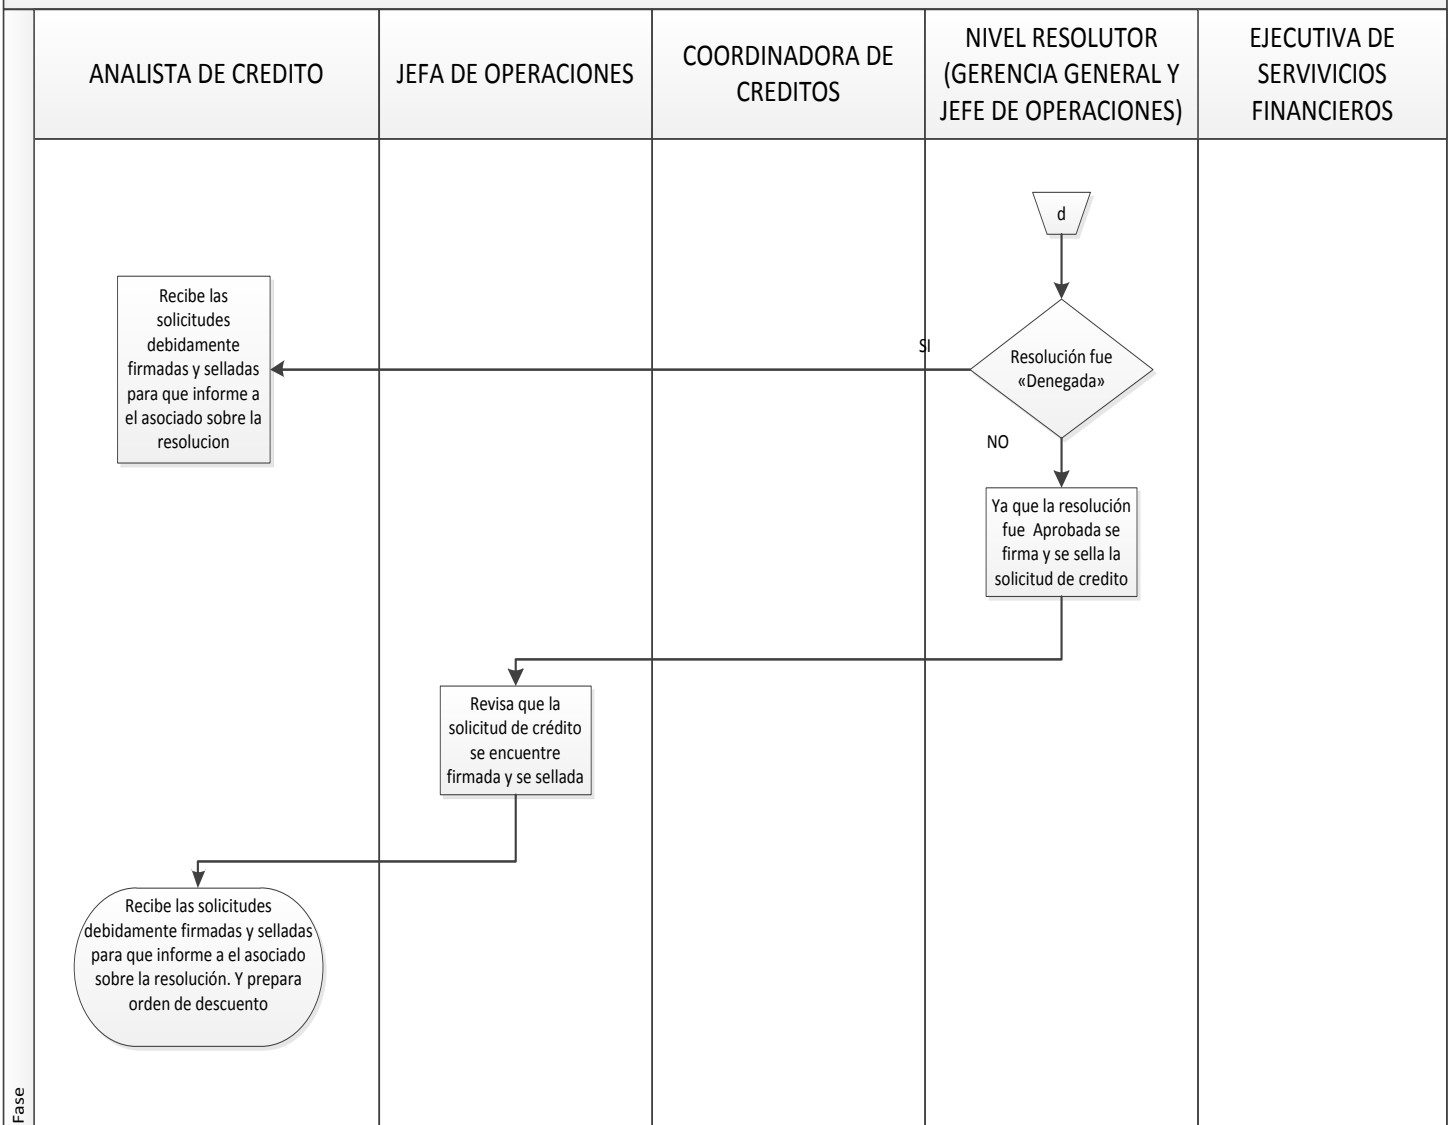 ANALISTA DE CREDITO
JEFA DE OPERACIONES
COORDINADORA DE
CREDITOS
NIVEL RESOLUTOR
(GERENCIA GENERAL Y
JEFE DE OPERACIONES)
EJECUTIVA DE
SERVIVICIOS
FINANCIEROS
d
Resolución fue
«Denegada»
SI
NO
Recibe las
solicitudes
debidamente
firmadas y selladas
para que informe a
el asociado sobre la
resolucion
Ya que la resolución
fue Aprobada se
firma y se sella la
solicitud de credito
Revisa que la
solicitud de crédito
se encuentre
firmada y se sellada
Recibe las solicitudes
debidamente firmadas y selladas
para que informe a el asociado
sobre la resolución. Y prepara
orden de descuento
Fase